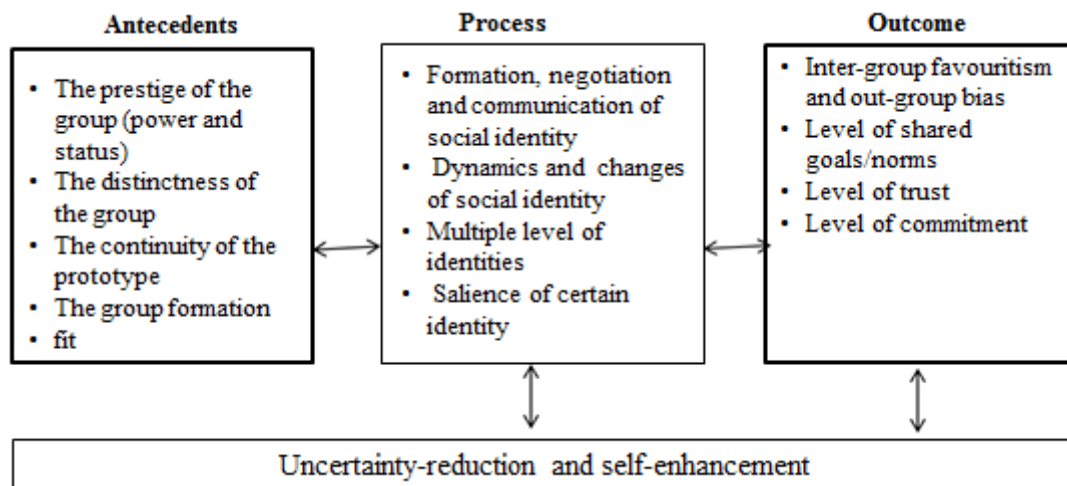 Antecedents
• The prestige of the
group (power and
status)
• The distinctness of
the group
• The continuity of the
prototype
• The group formation
• fit
Process
• Formation, negotiation
and communication of
social identity
• Dynamics and changes
of social identity
• Multiple level of
identities
• Salience of certain
identity
Outcome
• Inter-group favouritism
and out-group bias
• Level of shared
goals/norms
• Level of trust
• Level of commitment
Uncertainty-reduction and self-enhancement